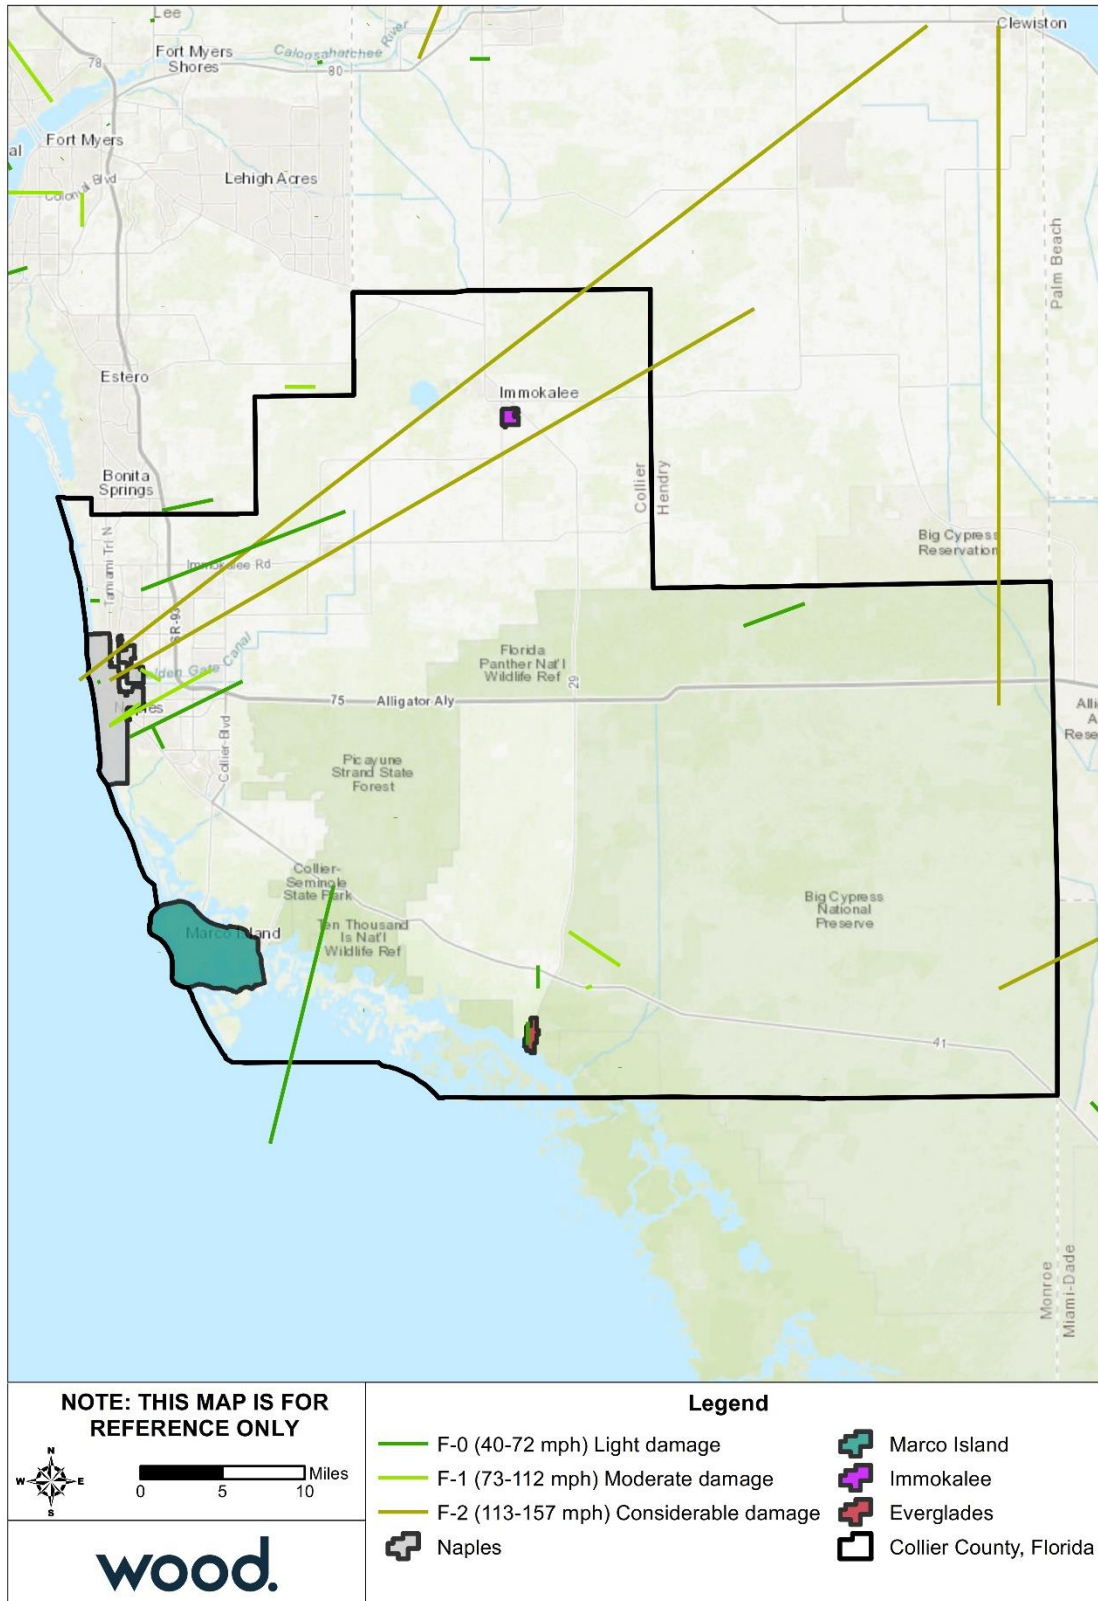 Lee
Clewiston
Fort Myers
Shores
Caloosahatchee
River
78
80
Fort Myers
al
Colonial Blvd
Lehigh Acres
Palm Beach
Estero
Immokalee
Bonita
Springs
Collier
Hendry
Tamiami Trl N
Immokalee Rd
Big Cypress
Reservation
SR-93
lden Gate Canal
Florida
Panther Nat'l
Wildlife Ref
29
75
Alligator Aly
Alli
A
Rese
Naples
Collier-Blvd
Picayune
Strand State
Forest
Collier-
Seminole
State Park
Big Cypress
National
Preserve
Marco Island
Ten Thousand
Is Nat'l
Wildlife Ref
41
Monroe
Miami-Dade
NOTE: THIS MAP IS FOR
REFERENCE ONLY
N
W
E
S
Miles
0
5
10
wood.
Legend
F-0 (40-72 mph) Light damage
F-1 (73-112 mph) Moderate damage
F-2 (113-157 mph) Considerable damage
Naples
Marco Island
Immokalee
Everglades
Collier County, Florida